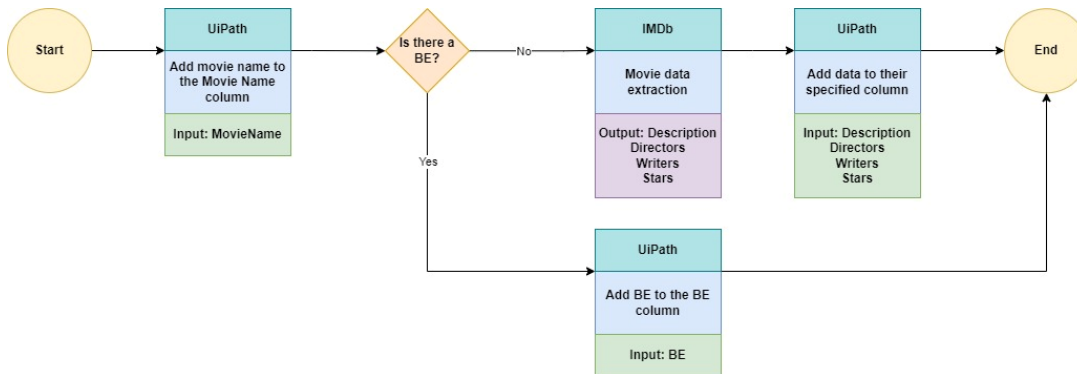 Start
UiPath
Add movie name to
the Movie Name
column
Input: MovieName
Is there a
BE?
No
IMDb
Movie data
extraction
Output: Description
Directors
Writers
Stars
UiPath
Add data to their
specified column
Input: Description
Directors
Writers
Stars
End
Yes
UiPath
Add BE to the BE
column
Input: BE